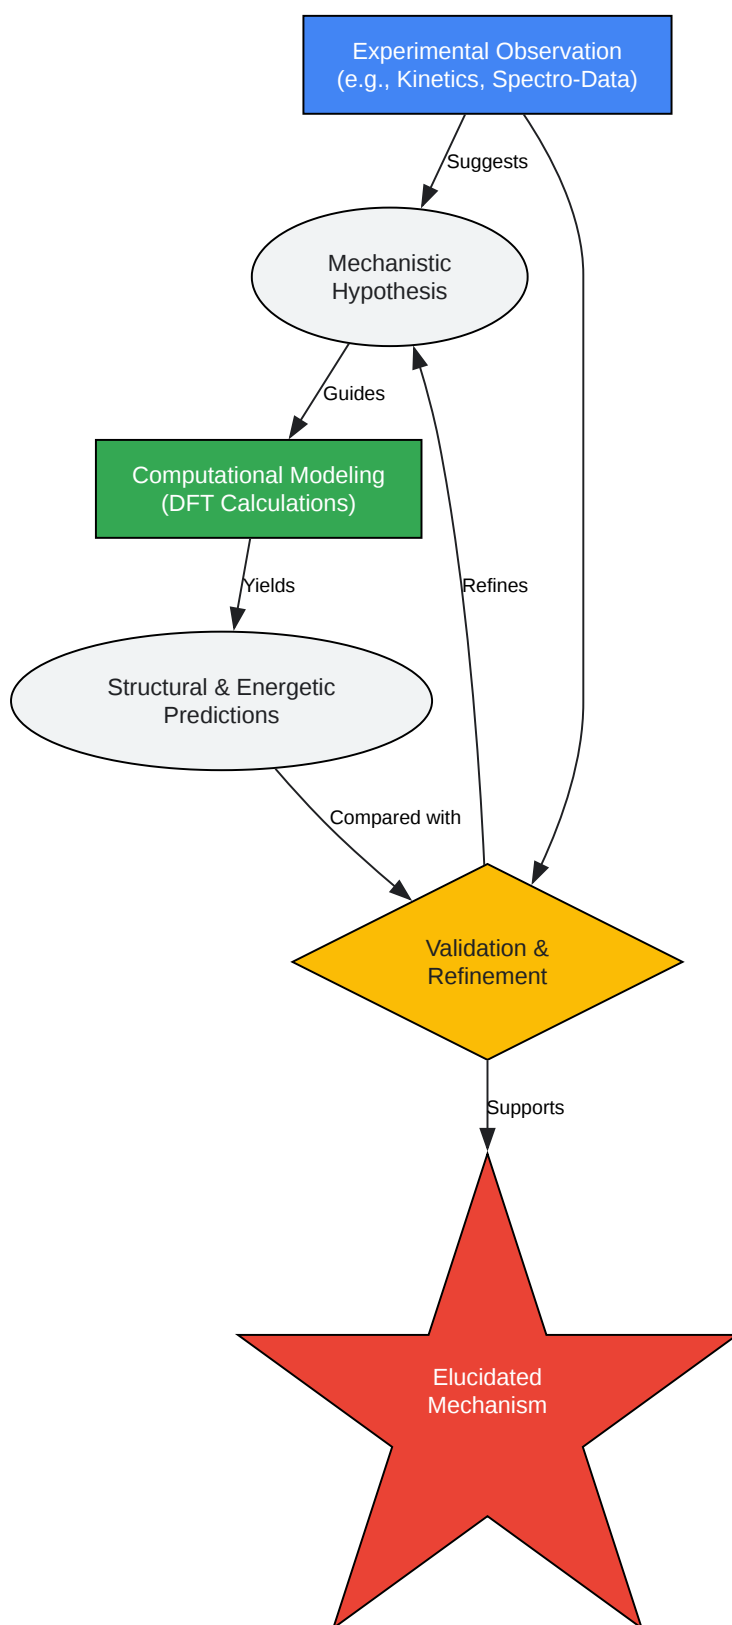 Experimental Observation
(e.g., Kinetics, Spectro-Data)
Suggests
Mechanistic
Hypothesis
Guides
Computational Modeling
(DFT Calculations)
Yields
Refines
Structural & Energetic
Predictions
Compared with
Validation &
Refinement
Supports
Elucidated
Mechanism